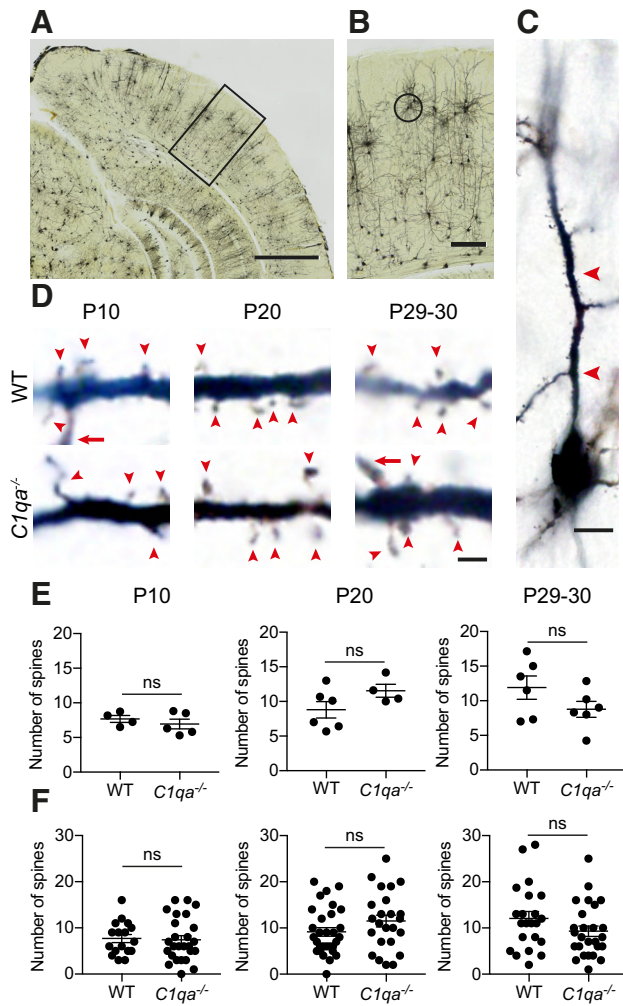 A
B
C
D
P10
P20
P29-30
WT
C1qa-/-
E
P10
P20
P29-30
Number of spines
20
15
10
5
0
ns
WT
C1qa-/-
Number of spines
20
15
10
5
0
ns
WT
C1qa-/-
Number of spines
20
15
10
5
0
ns
WT
C1qa-/-
F
Number of spines
30
20
10
0
ns
WT
C1qa-/-
Number of spines
30
20
10
0
ns
WT
C1qa-/-
Number of spines
30
20
10
0
ns
WT
C1qa-/-